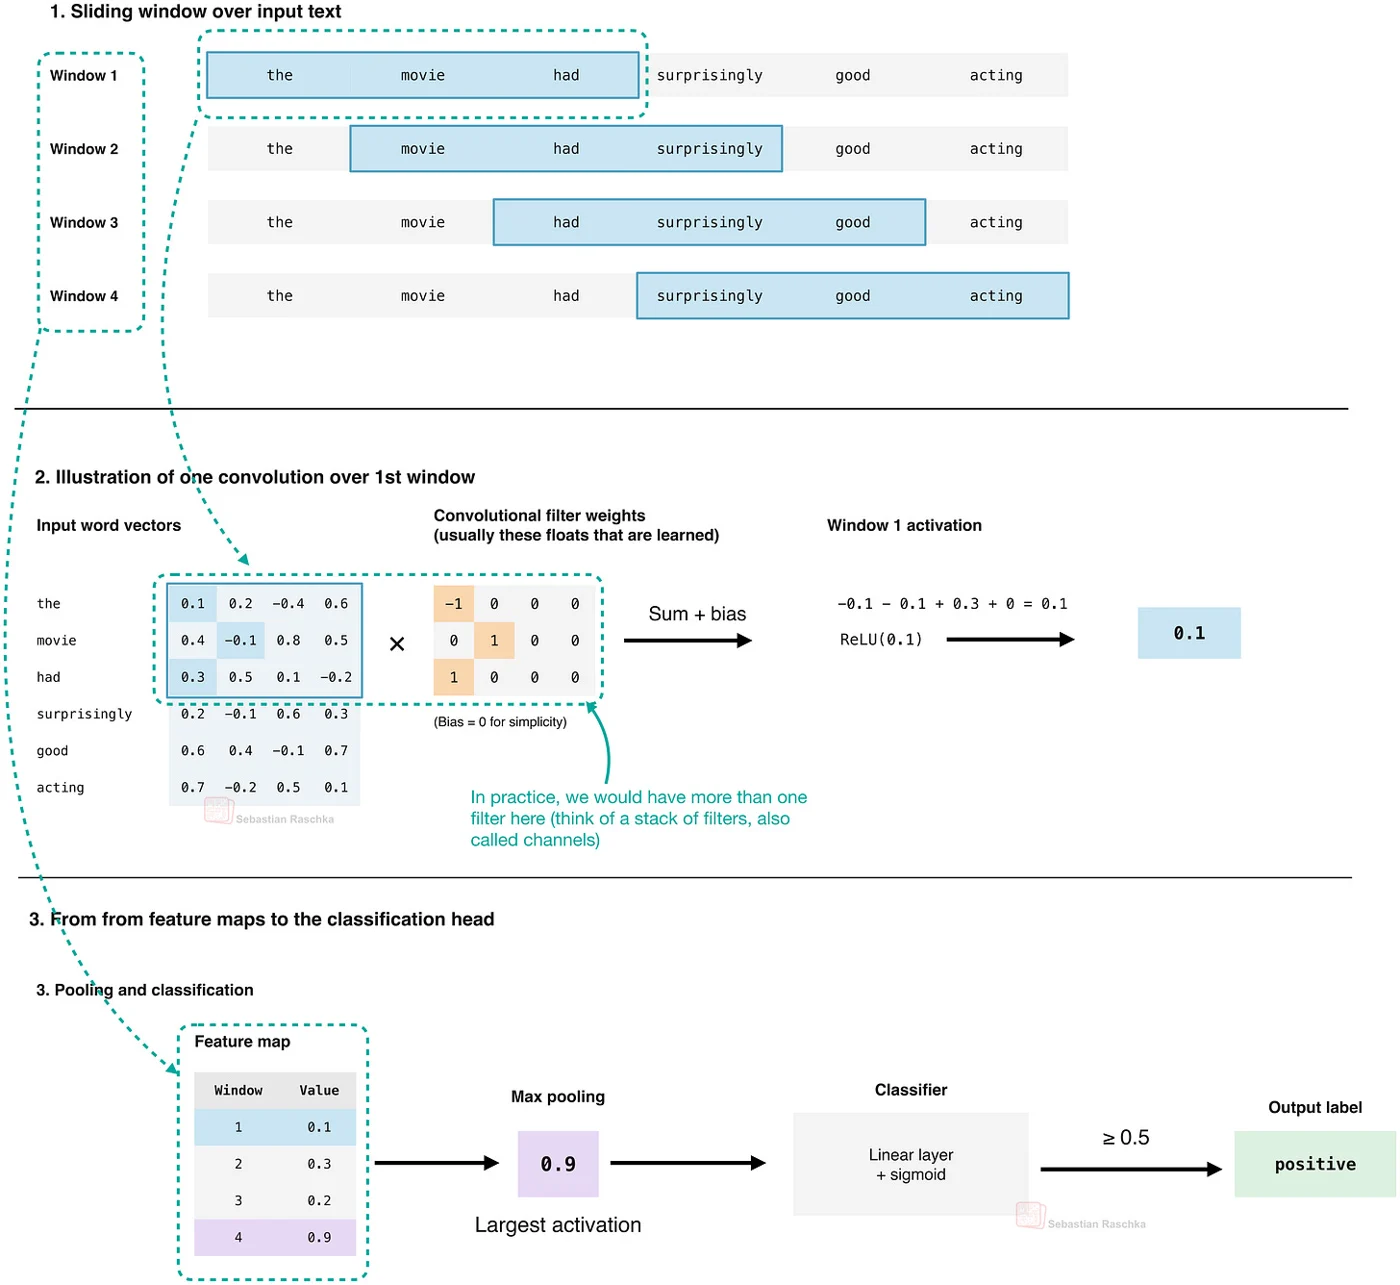 1. Sliding window over input text
Window 1 the movie had surprisingly good acting
Window 2 the movie had surprisingly good acting
Window 3 the movie had surprisingly good acting
Window 4 the movie had surprisingly good acting
2. Illustration of one convolution over 1st window
Input word vectors
Convolutional filter weights
(usually these floats that are learned)
Window 1 activation
the 0.1 0.2 −0.4 0.6
movie 0.4 −0.1 0.8 0.5
had 0.3 0.5 0.1 −0.2
surprisingly 0.2 −0.1 0.6 0.3
good 0.6 0.4 −0.1 0.7
acting 0.7 −0.2 0.5 0.1
×
−1 0 0 0
0 1 0 0
1 0 0 0
(Bias = 0 for simplicity)
Sum + bias
−0.1 − 0.1 + 0.3 + 0 = 0.1
ReLU(0.1)
0.1
In practice, we would have more than one
filter here (think of a stack of filters, also
called channels)
Sebastian Raschka
3. From from feature maps to the classification head
3. Pooling and classification
Feature map
Window Value
1 0.1
2 0.3
3 0.2
4 0.9
Max pooling
0.9
Largest activation
Classifier
Linear layer
+ sigmoid
≥ 0.5
Output label
positive
Sebastian Raschka